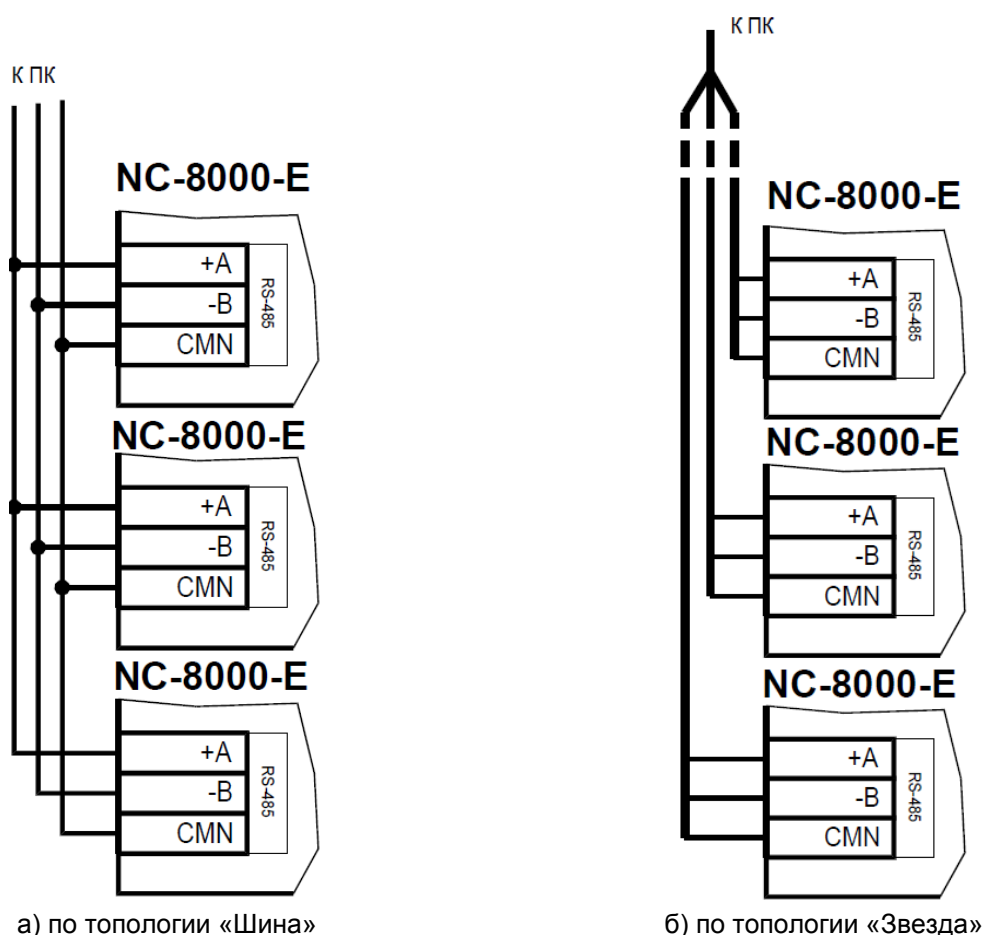 К ПК
NC-8000-E
+A
-B
CMN
RS-485
NC-8000-E
+A
-B
CMN
RS-485
NC-8000-E
+A
-B
CMN
RS-485
а) по топологии «Шина»
К ПК
NC-8000-E
+A
-B
CMN
RS-485
NC-8000-E
+A
-B
CMN
RS-485
NC-8000-E
+A
-B
CMN
RS-485
б) по топологии «Звезда»